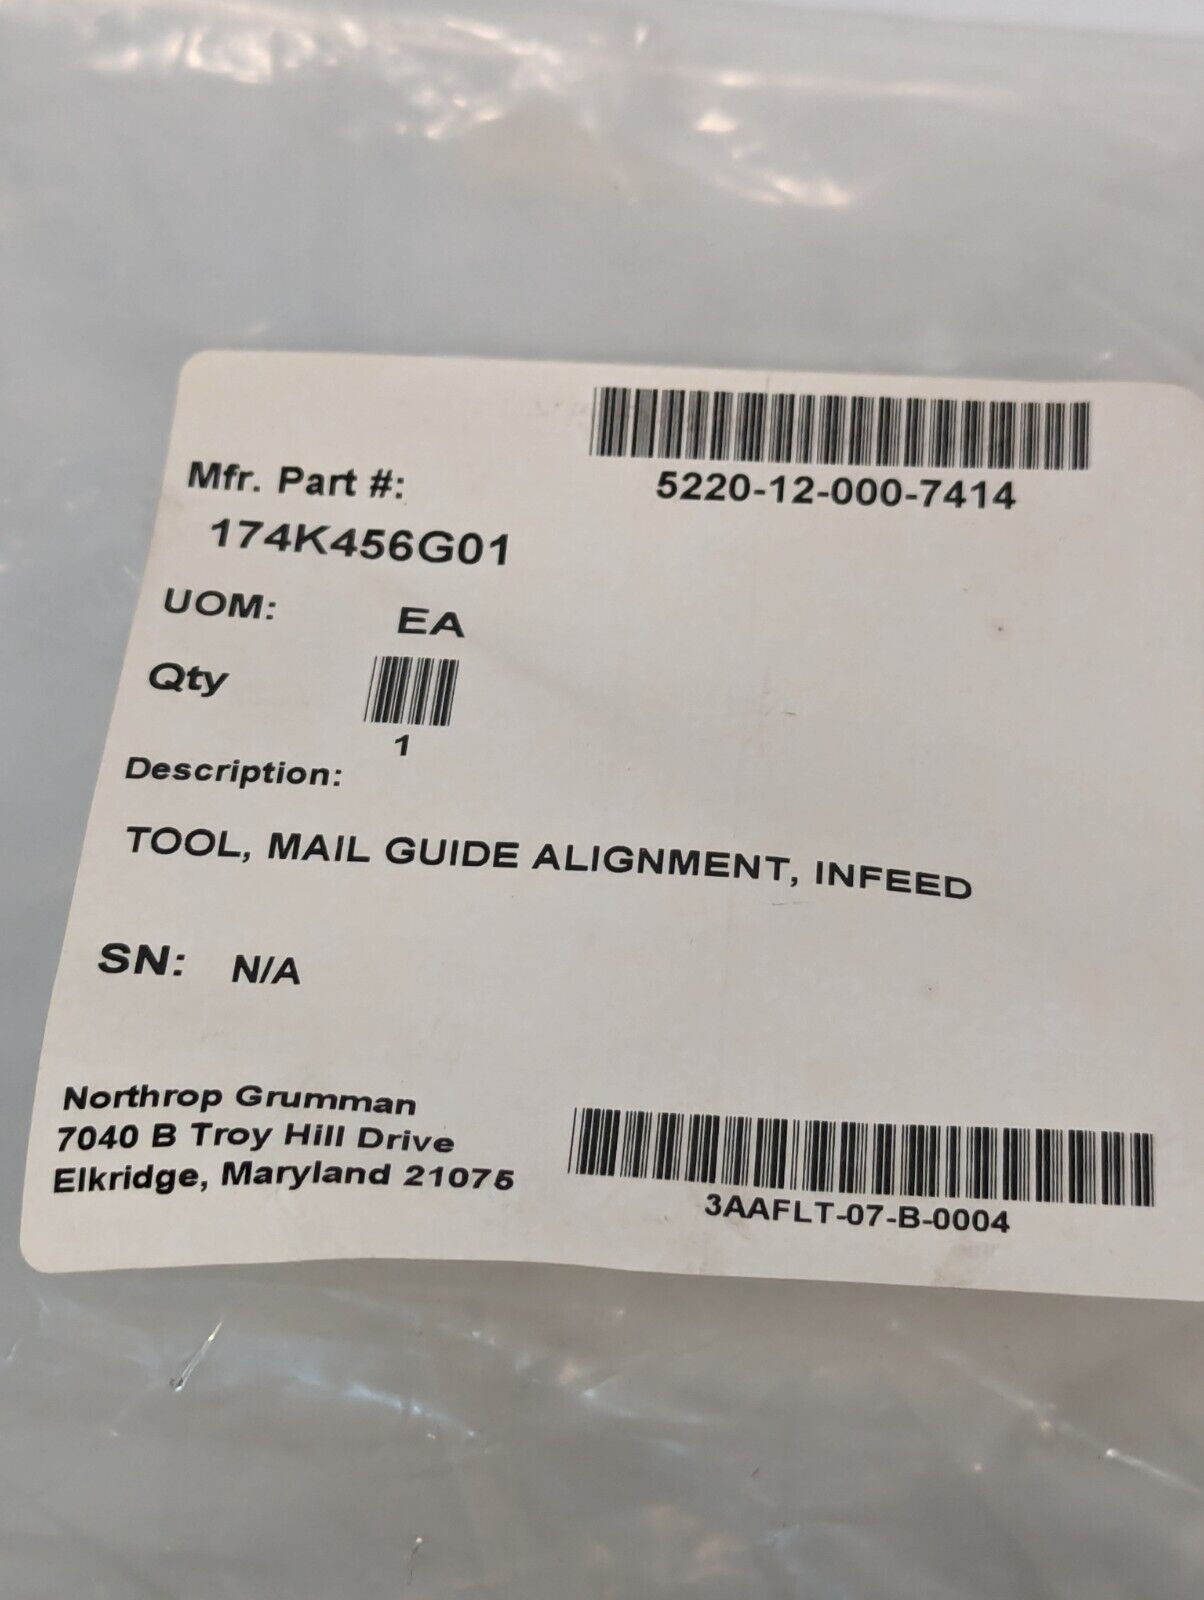 5220-12-000-7414
Mfr. Part #:
174K456G01
UOM: EA
Qty
1
Description:
TOOL, MAIL GUIDE ALIGNMENT, INFEED
SN: N/A
Northrop Grumman
7040 B Troy Hill Drive
Elkridge, Maryland 21075
3AAFLT-07-B-0004